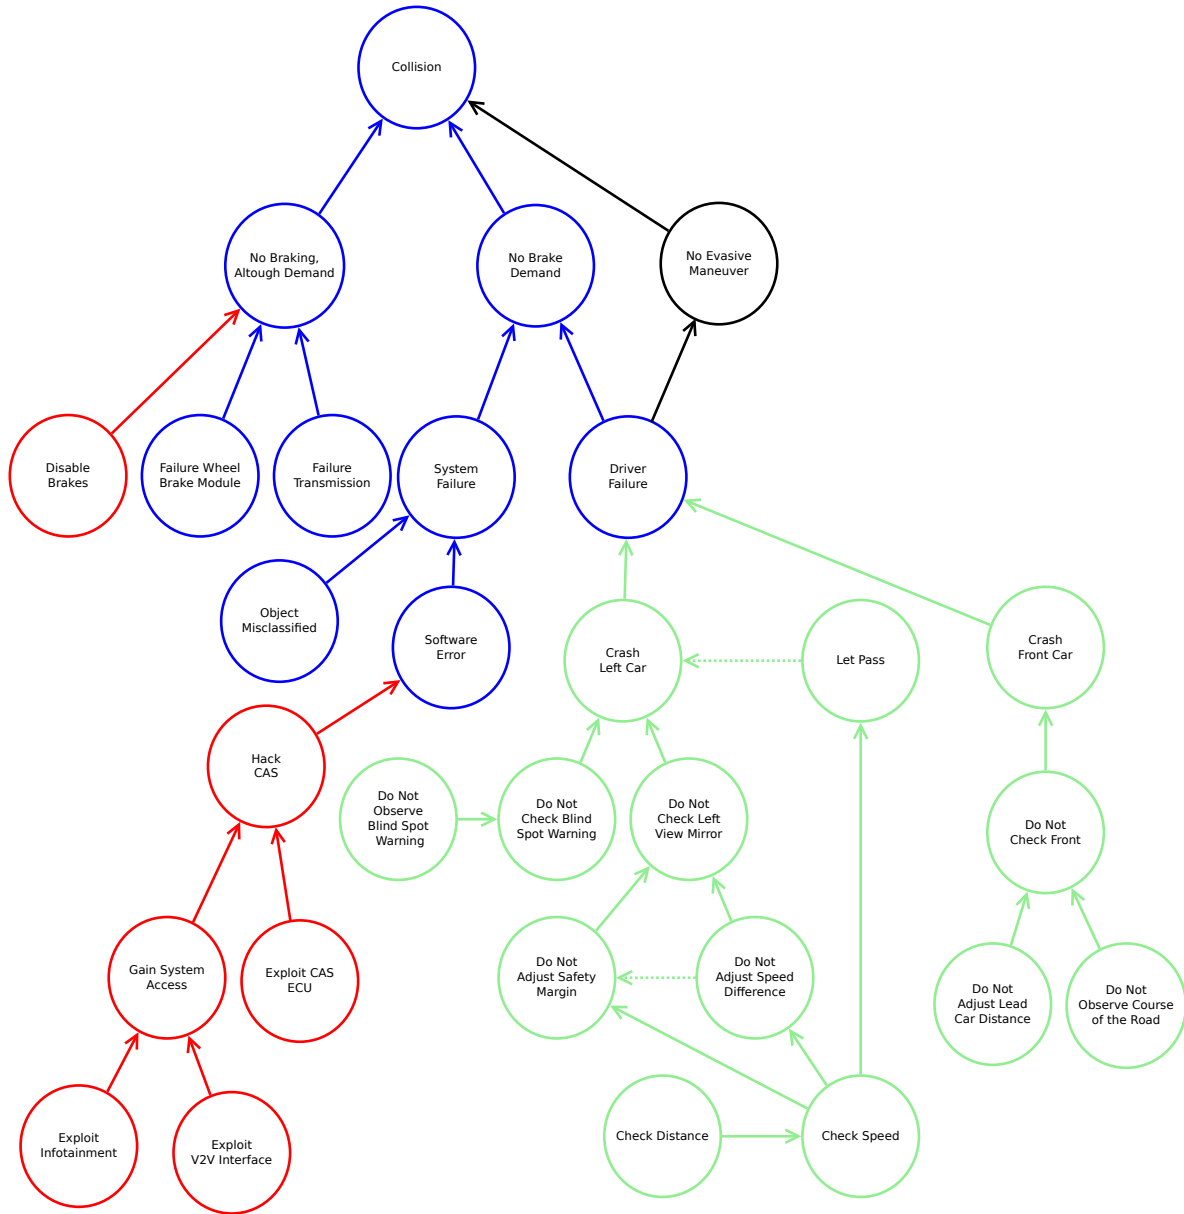 Collision
No Braking,
Altough Demand
No Brake
Demand
No Evasive
Maneuver
Disable
Brakes
Failure Wheel
Brake Module
Failure
Transmission
System
Failure
Driver
Failure
Object
Misclassified
Software
Error
Crash
Left Car
Let Pass
Crash
Front Car
Hack
CAS
Do Not
Observe
Blind Spot
Warning
Do Not
Check Blind
Spot Warning
Do Not
Check Left
View Mirror
Do Not
Check Front
Gain System
Access
Exploit CAS
ECU
Do Not
Adjust Safety
Margin
Do Not
Adjust Speed
Difference
Do Not
Adjust Lead
Car Distance
Do Not
Observe Course
of the Road
Exploit
Infotainment
Exploit
V2V Interface
Check Distance
Check Speed